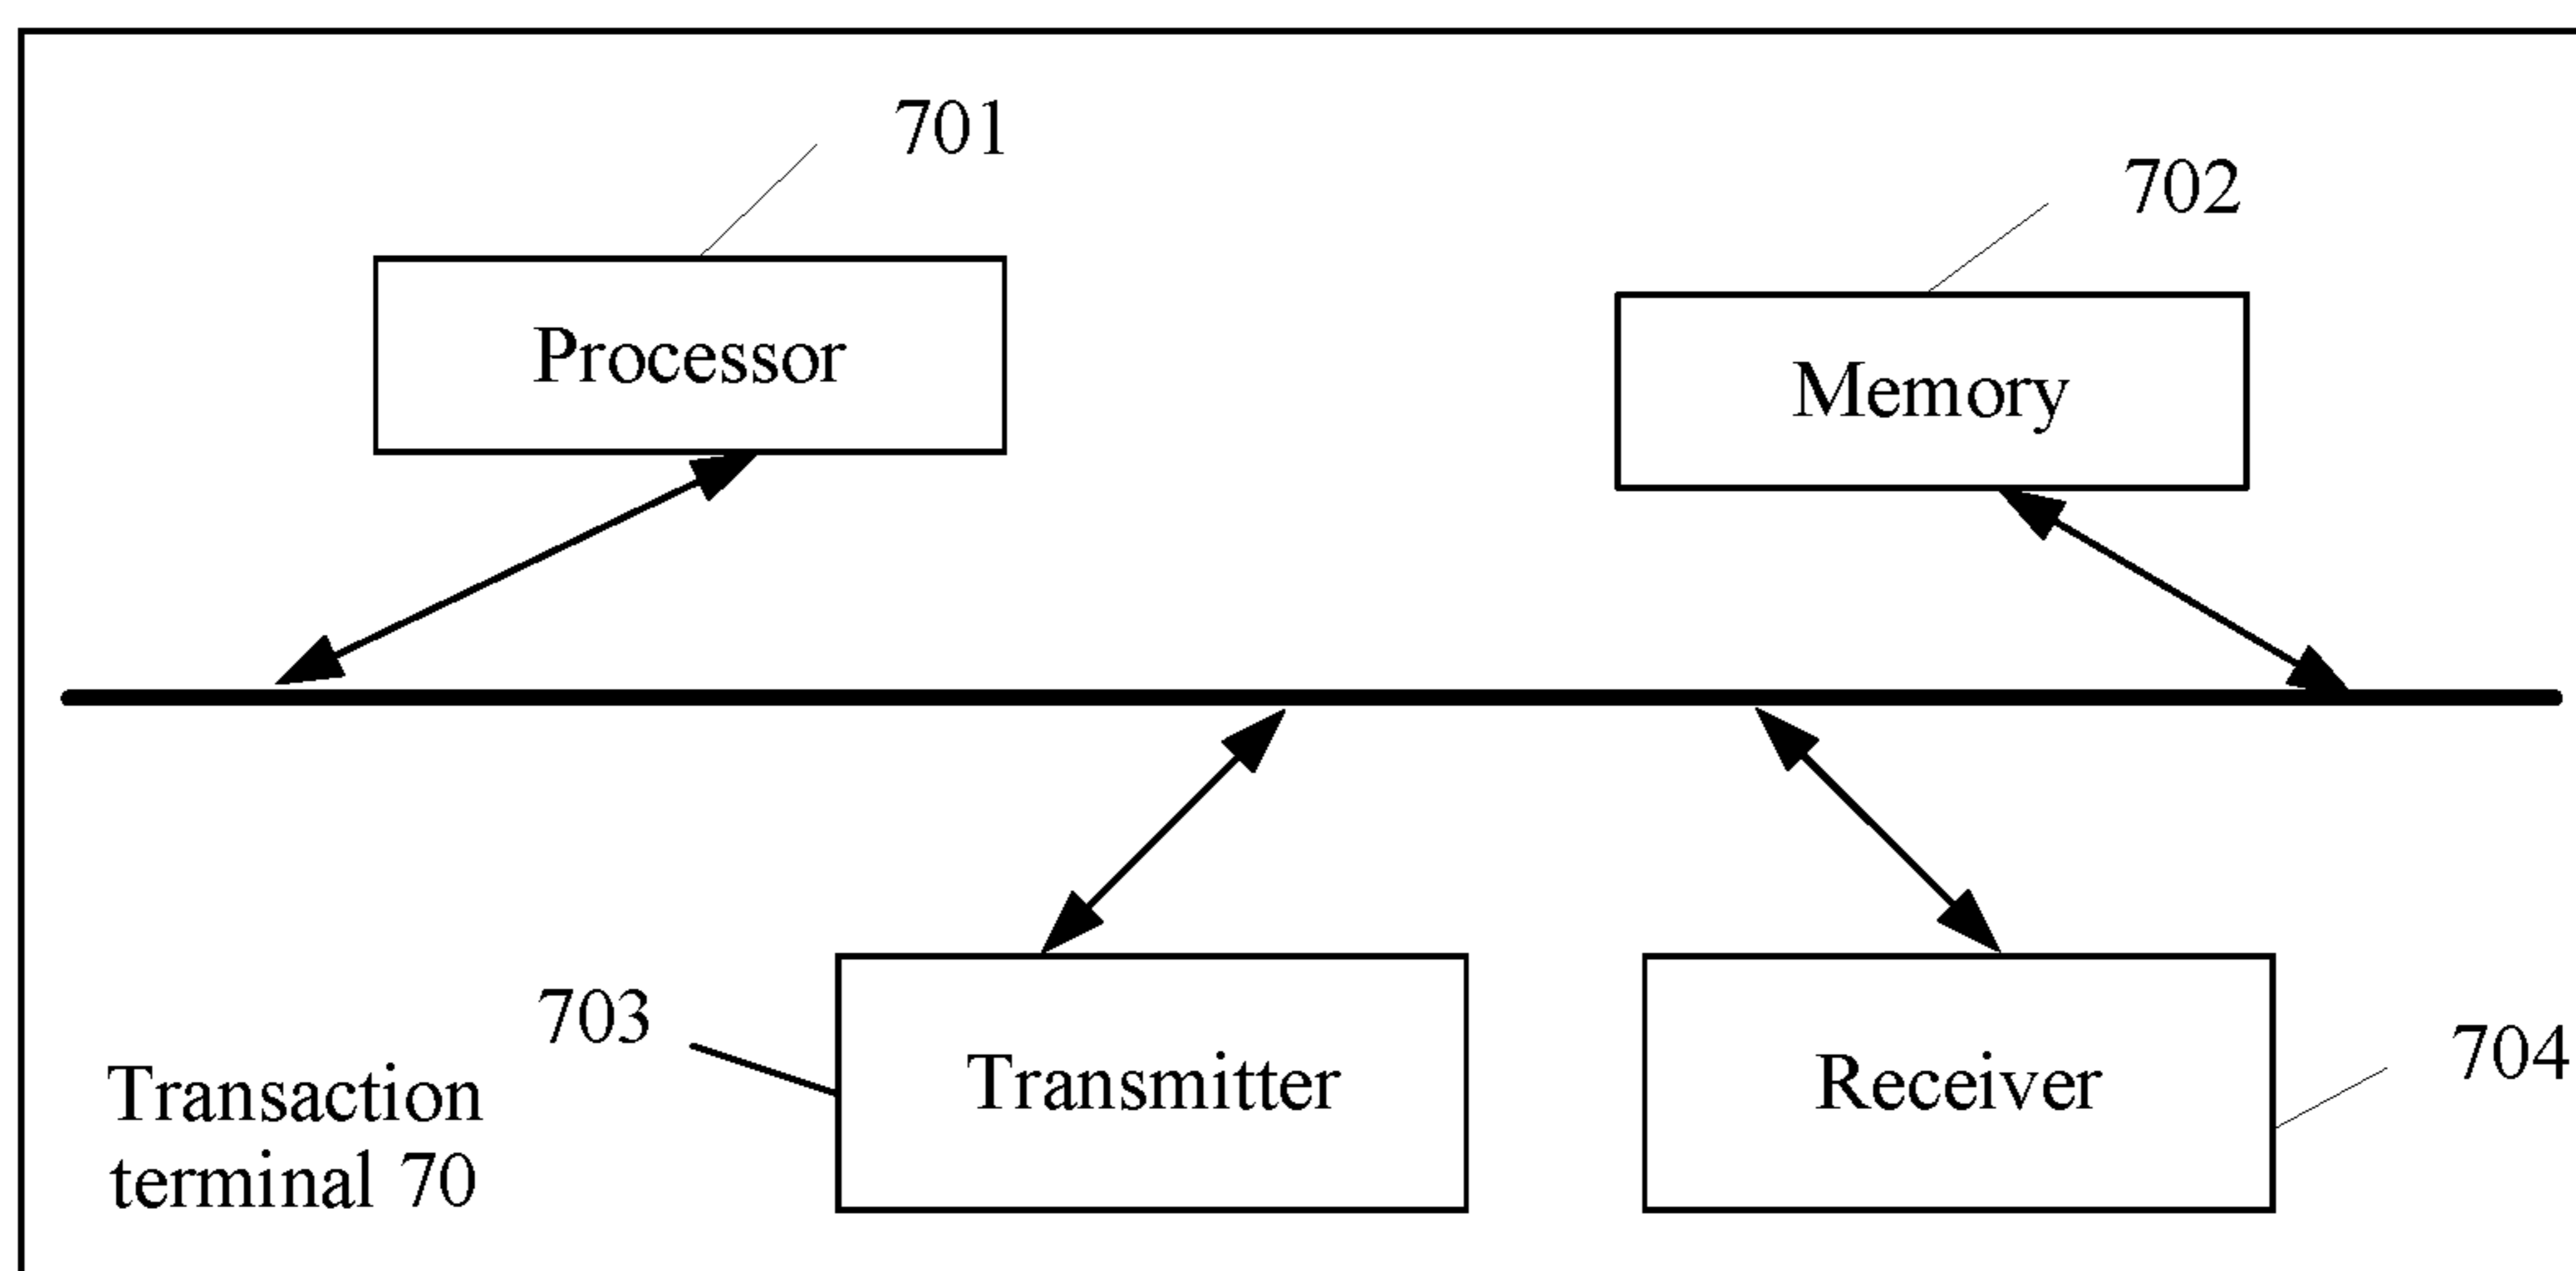 701
702
Processor
Memory
703
Transmitter
Receiver
704
Transaction
terminal 70